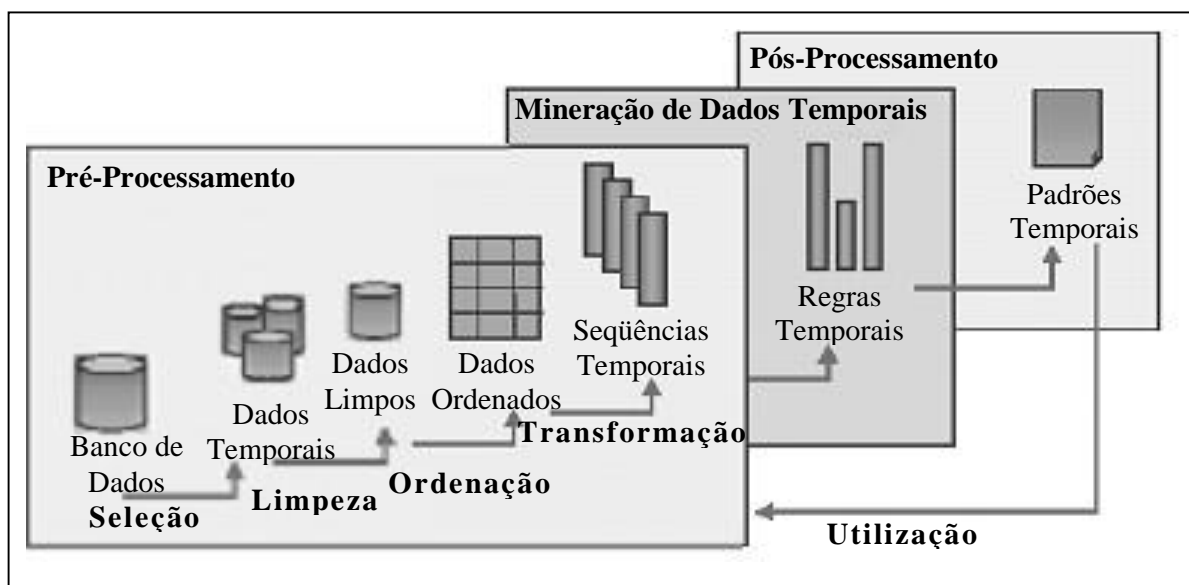 Pós-Processamento
Mineração de Dados Temporais
Pré-Processamento
Padrões
Temporais
Regras
Temporais
Seqüências
Temporais
Dados
Ordenados
Dados
Limpos
Dados
Temporais
Banco de
Dados
Seleção
Limpeza
Ordenação
Transformação
Utilização